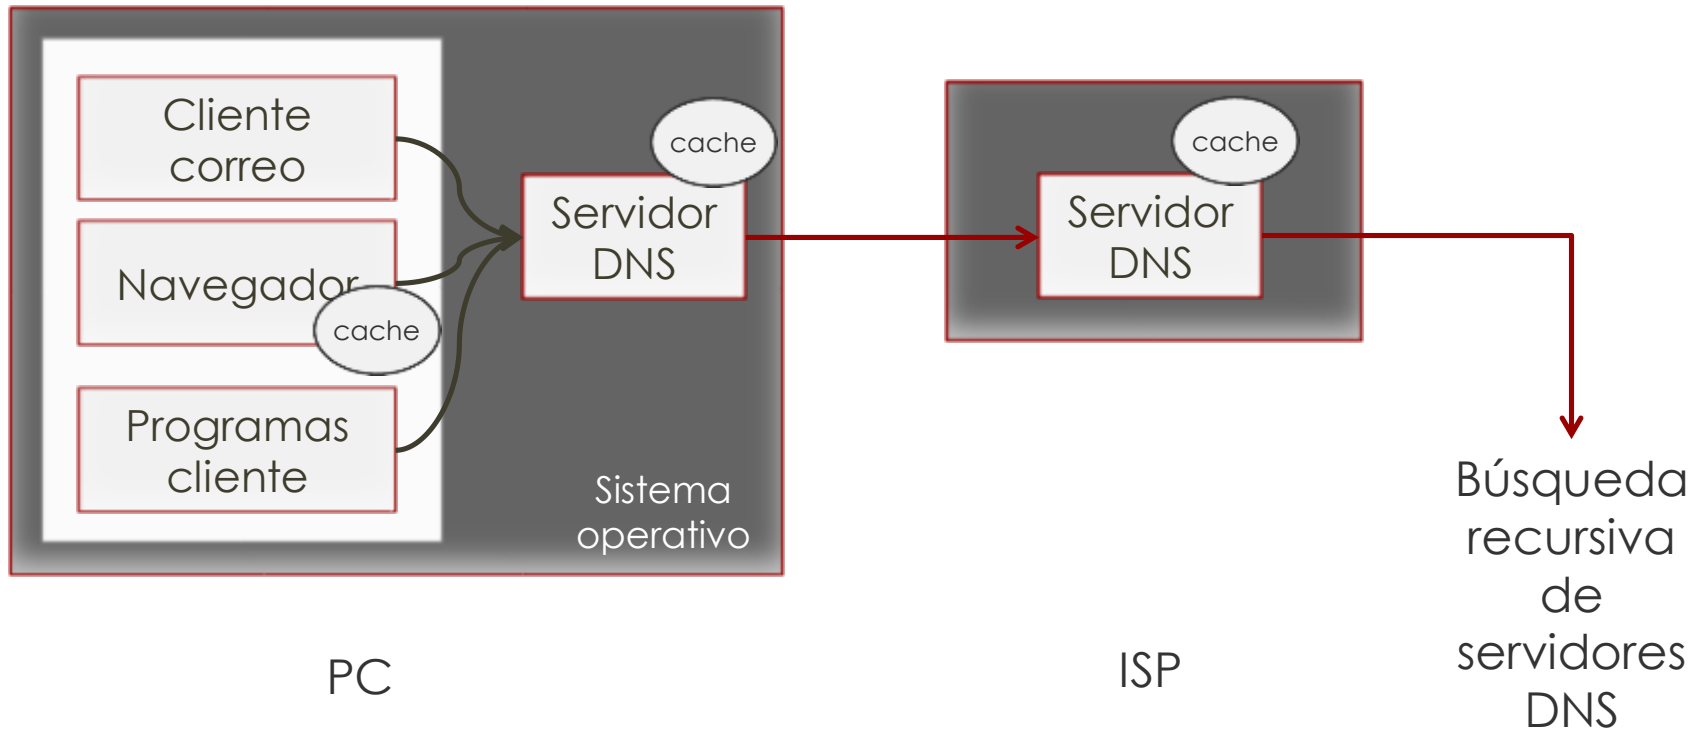 Cliente
correo
Navegador
cache
Programas
cliente
cache
Servidor
DNS
Sistema
operativo
PC
cache
Servidor
DNS
ISP
Búsqueda
recursiva
de
servidores
DNS